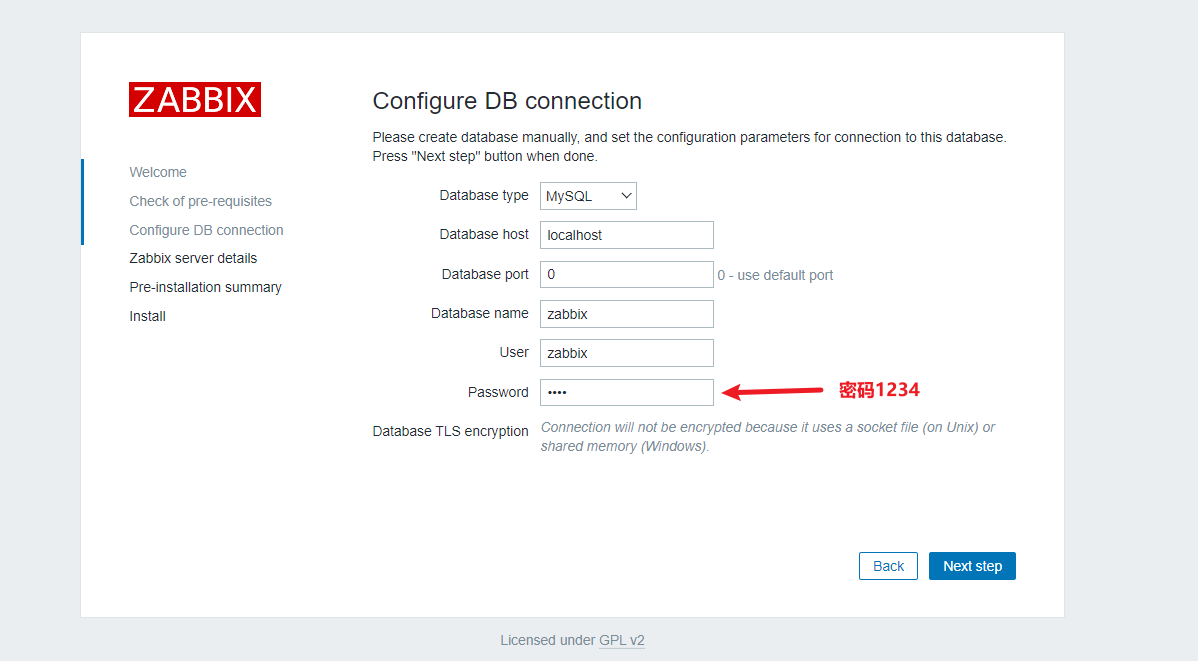 ZABBIX
Welcome
Check of pre-requisites
Configure DB connection
Zabbix server details
Pre-installation summary
Install
Configure DB connection
Please create database manually, and set the configuration parameters for connection to this database.
Press "Next step" button when done.
Database type MySQL
Database host localhost
Database port 0 0 - use default port
Database name zabbix
User zabbix
Password •••• 密码1234
Database TLS encryption Connection will not be encrypted because it uses a socket file (on Unix) or
shared memory (Windows).
Back Next step
Licensed under GPL v2